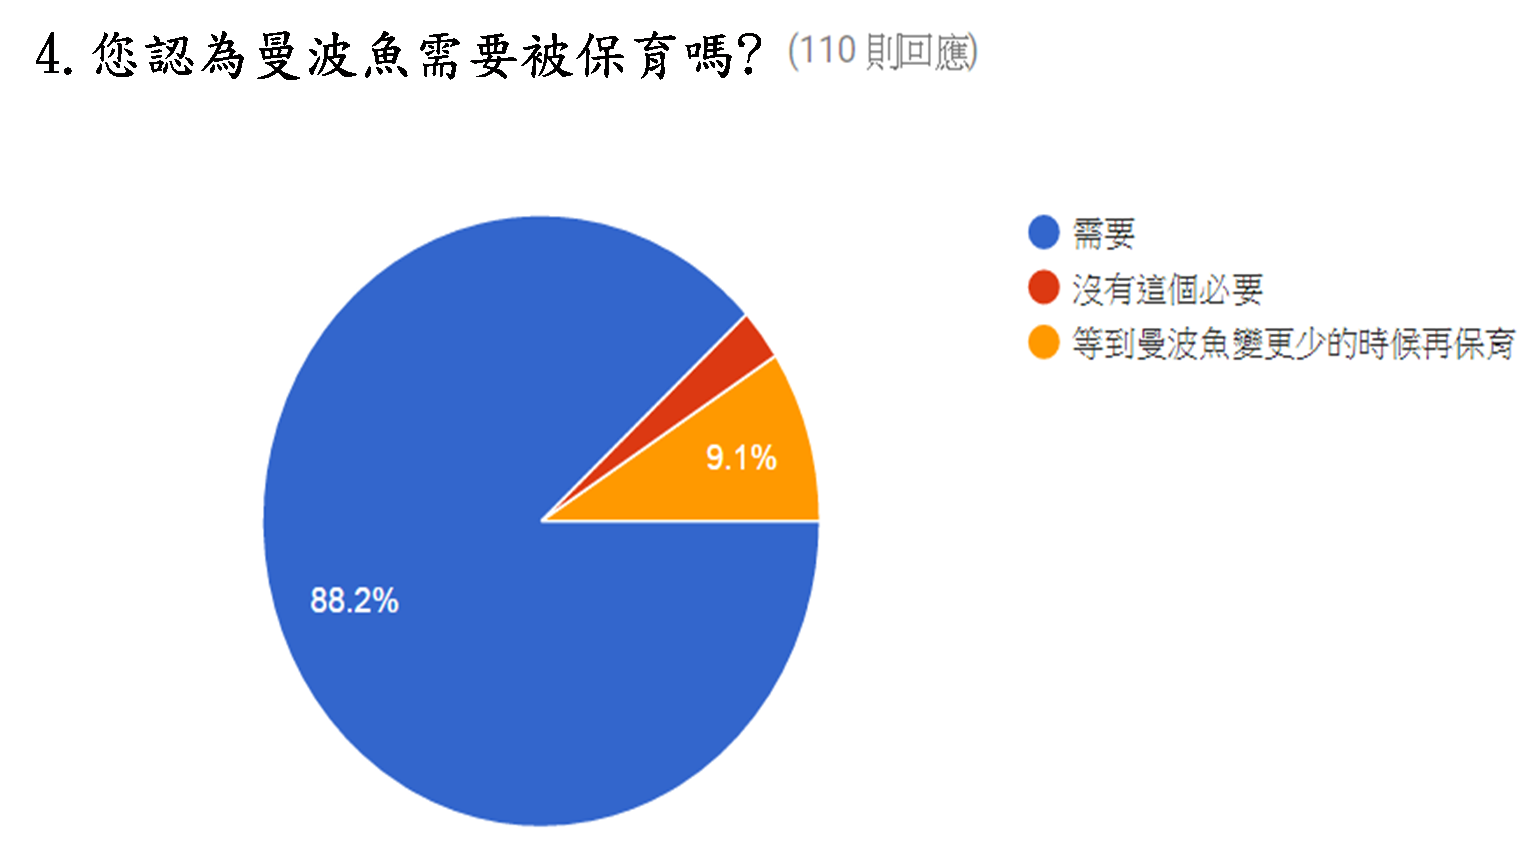 4.您認為曼波魚需要被保育嗎? (110 則回應)
需要
沒有這個必要
等到曼波魚變更少的時候再保育
9.1%
88.2%